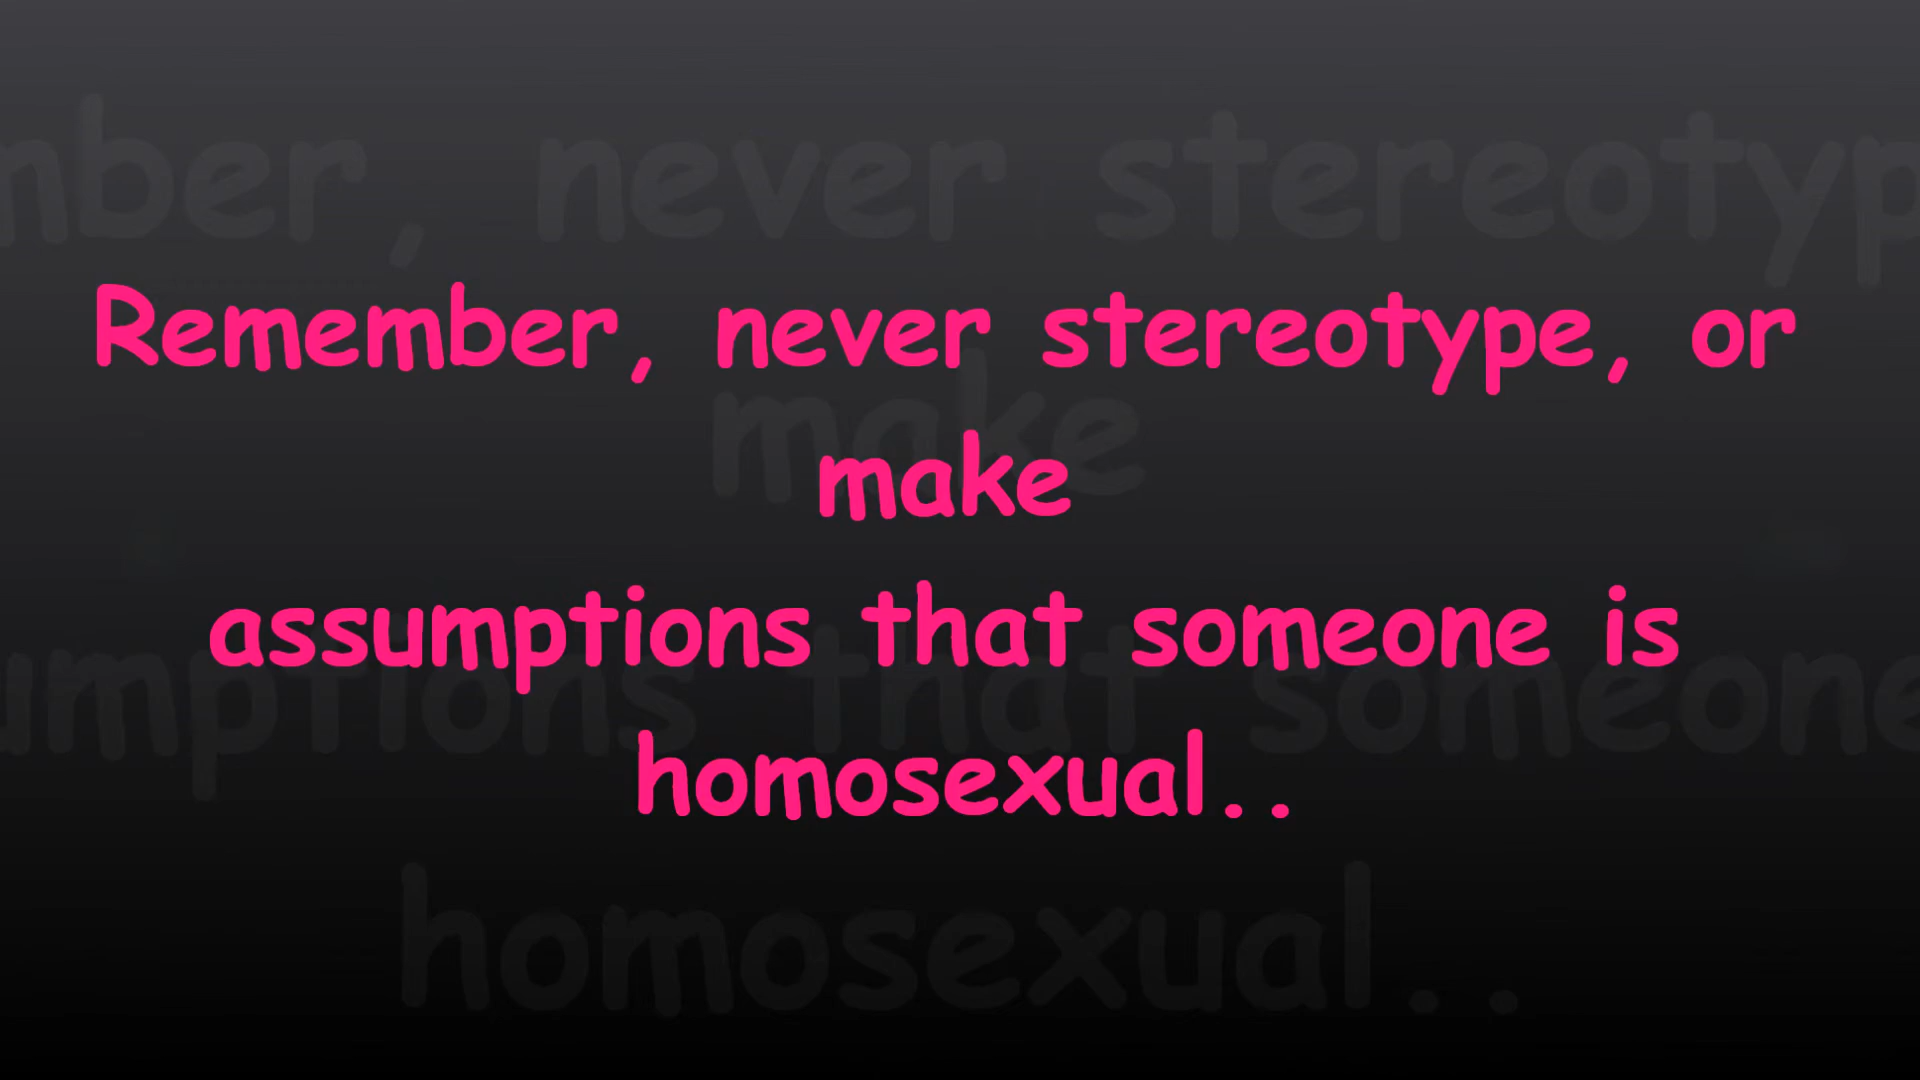 Remember, never stereotype, or
make
assumptions that someone is
homosexual..